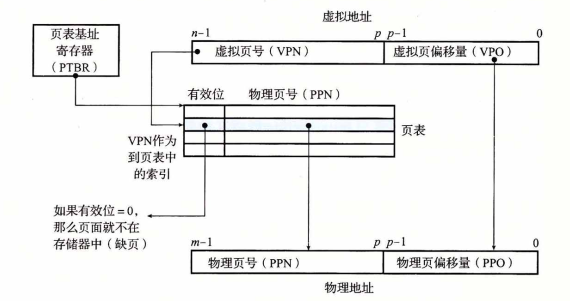 虚拟地址
页表基址
寄存器
（PTBR）
n-1
p
p-1
0
虚拟页号（VPN）
虚拟页偏移量（VPO）
有效位
物理页号（PPN）
页表
VPN作为
到页表中
的索引
如果有效位=0，
那么页面就不在
存储器中（缺页）
m-1
p
p-1
0
物理页号（PPN）
物理页偏移量（PPO）
物理地址